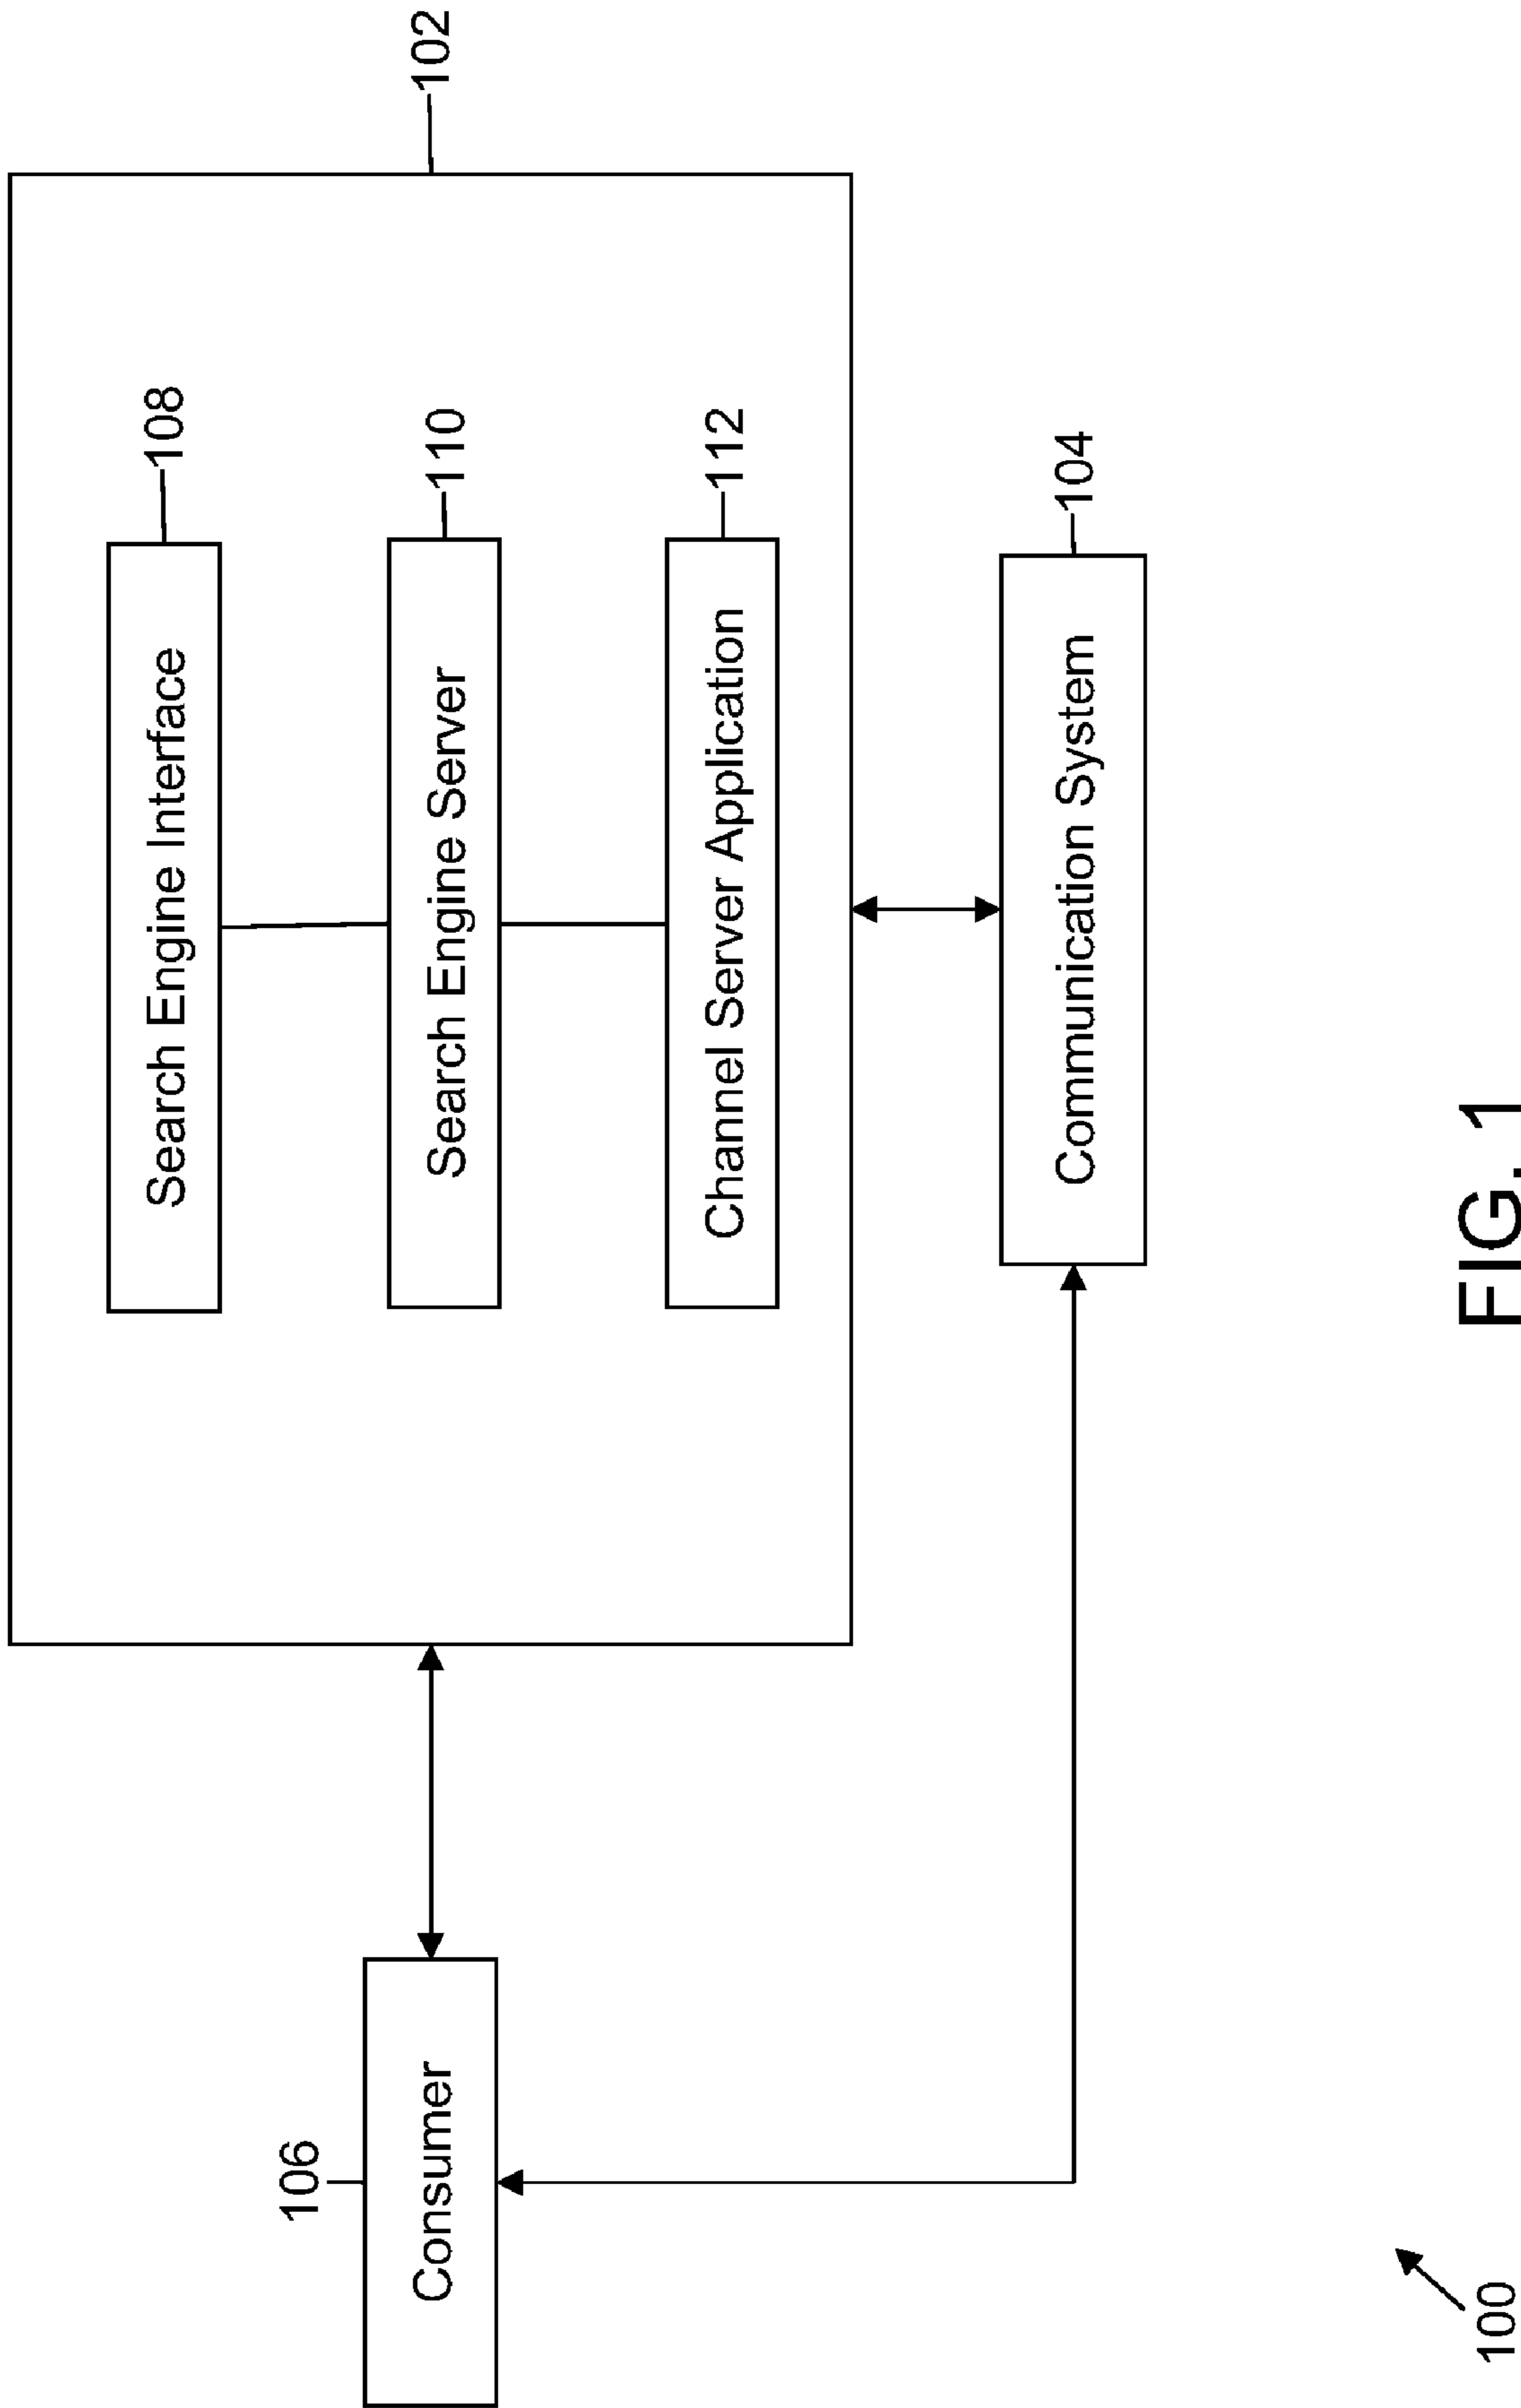 102
Search Engine Interface
108
Search Engine Server
110
Channel Server Application
112
106
Consumer
Communication System
104
100
FIG. 1